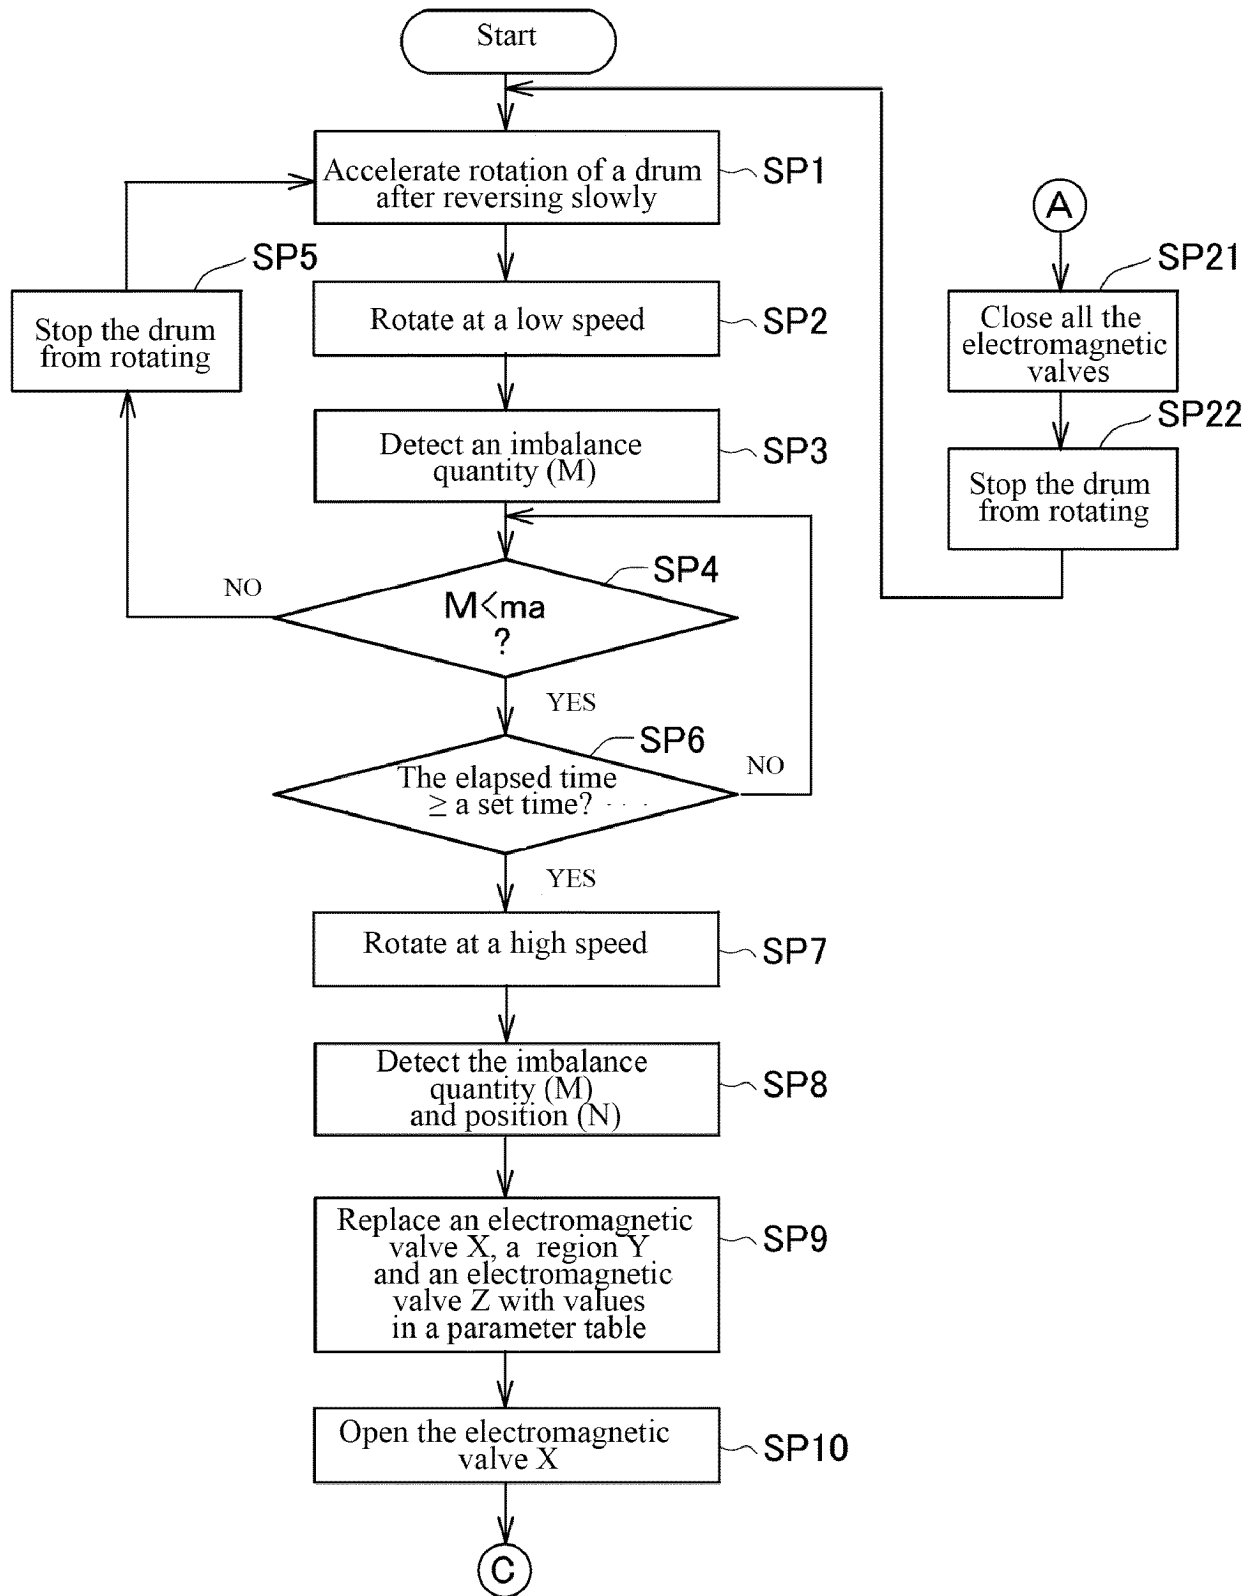 Start
Accelerate rotation of a drum
after reversing slowly
SP1
A
SP5
Stop the drum
from rotating
Rotate at a low speed
SP2
SP21
Close all the
electromagnetic
valves
Detect an imbalance
quantity (M)
SP3
SP22
Stop the drum
from rotating
NO
SP4
M<ma
?
YES
SP6
The elapsed time
≥ a set time?
NO
YES
Rotate at a high speed
SP7
Detect the imbalance
quantity (M)
and position (N)
SP8
Replace an electromagnetic
valve X, a region Y
and an electromagnetic
valve Z with values
in a parameter table
SP9
Open the electromagnetic
valve X
SP10
C